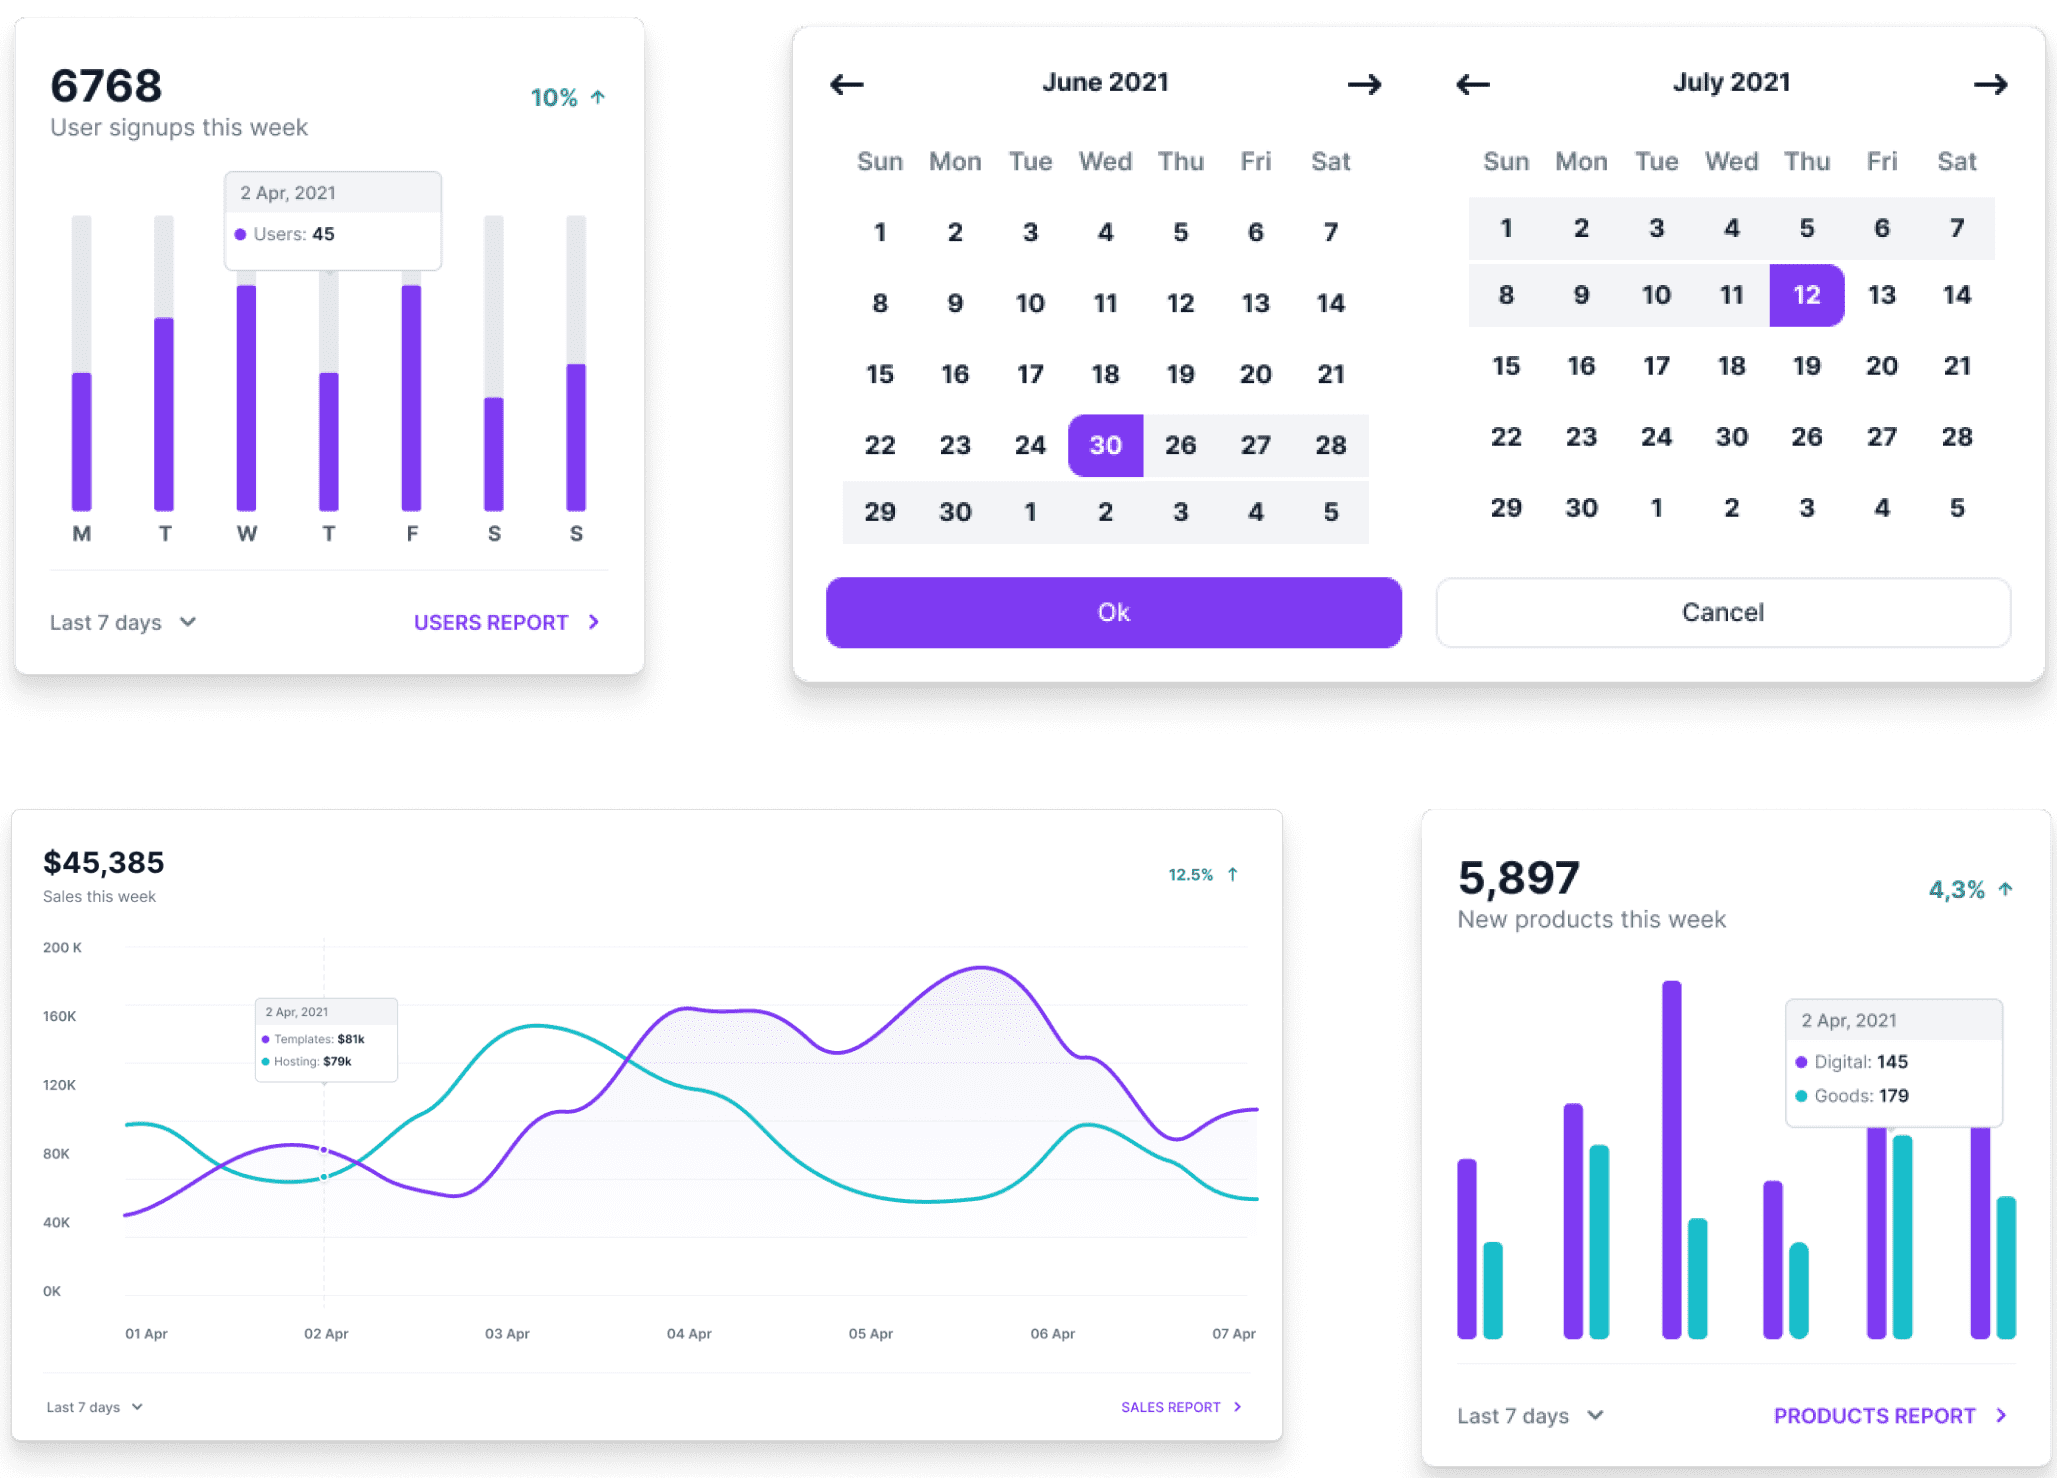 6768
10%
User signups this week
2 Apr, 2021
Users: 45
M T W T F S S
Last 7 days
USERS REPORT
June 2021
Sun Mon Tue Wed Thu Fri Sat
1 2 3 4 5 6 7
8 9 10 11 12 13 14
15 16 17 18 19 20 21
22 23 24 30 26 27 28
29 30 1 2 3 4 5
July 2021
Sun Mon Tue Wed Thu Fri Sat
1 2 3 4 5 6 7
8 9 10 11 12 13 14
15 16 17 18 19 20 21
22 23 24 30 26 27 28
29 30 1 2 3 4 5
Ok
Cancel
$45,385
12.5%
Sales this week
200 K
160K
120K
80K
40K
0K
2 Apr, 2021
Templates: $81k
Hosting: $79k
01 Apr 02 Apr 03 Apr 04 Apr 05 Apr 06 Apr 07 Apr
Last 7 days
SALES REPORT
5,897
4,3%
New products this week
2 Apr, 2021
Digital: 145
Goods: 179
Last 7 days
PRODUCTS REPORT